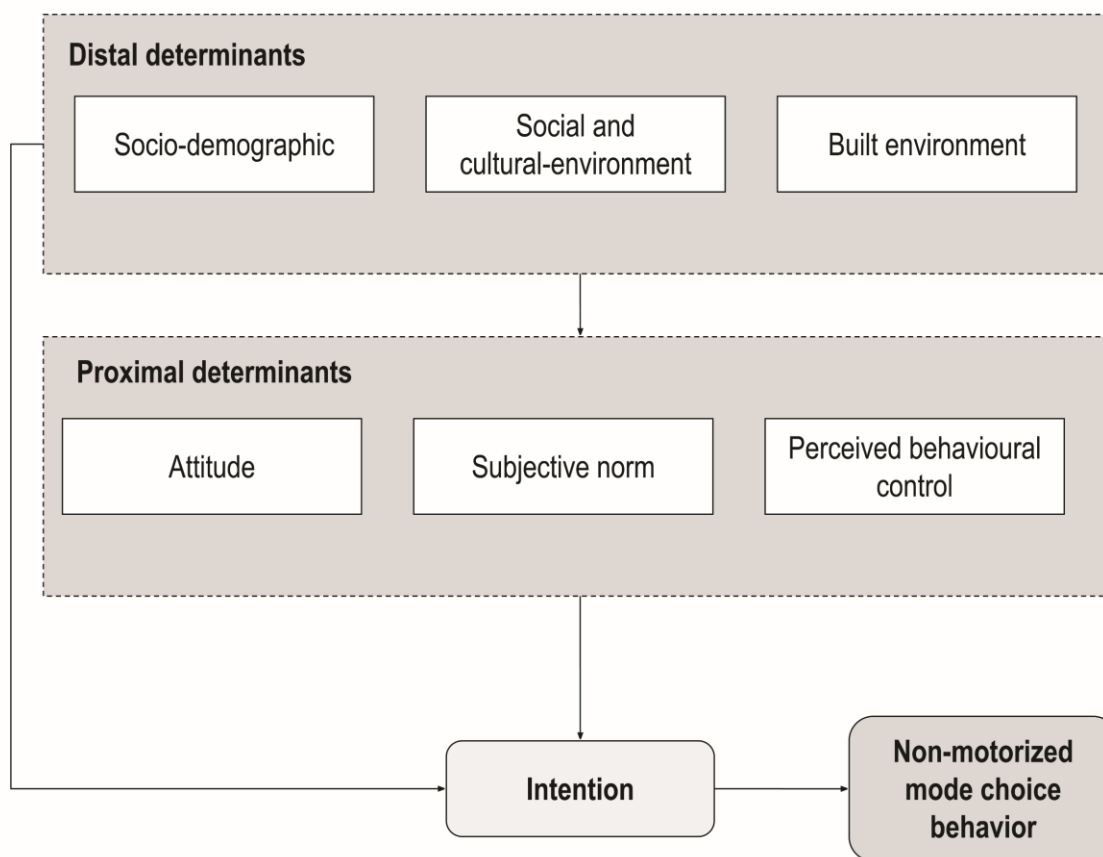 Distal determinants
Socio-demographic
Social and
cultural-environment
Built environment
Proximal determinants
Attitude
Subjective norm
Perceived behavioural
control
Intention
Non-motorized
mode choice
behavior